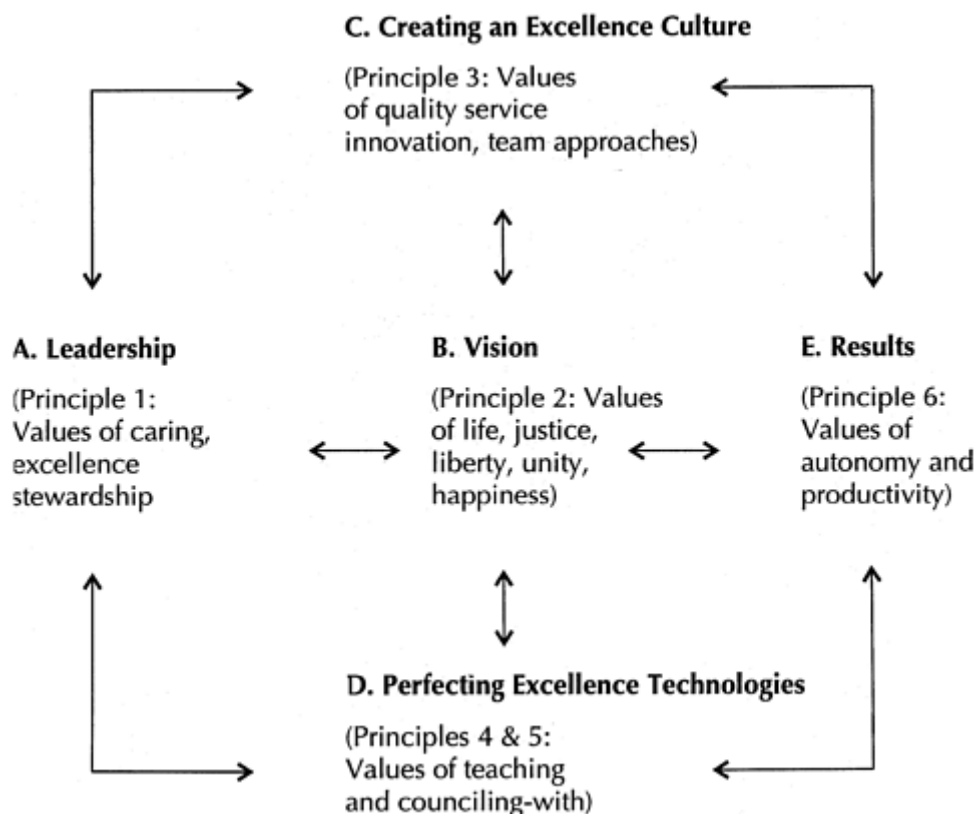 C. Creating an Excellence Culture
(Principle 3: Values
of quality service
innovation, team approaches)
A. Leadership
(Principle 1:
Values of caring,
excellence
stewardship
B. Vision
(Principle 2: Values
of life, justice,
liberty, unity,
happiness)
E. Results
(Principle 6:
Values of
autonomy and
productivity)
D. Perfecting Excellence Technologies
(Principles 4 & 5:
Values of teaching
and counciling-with)